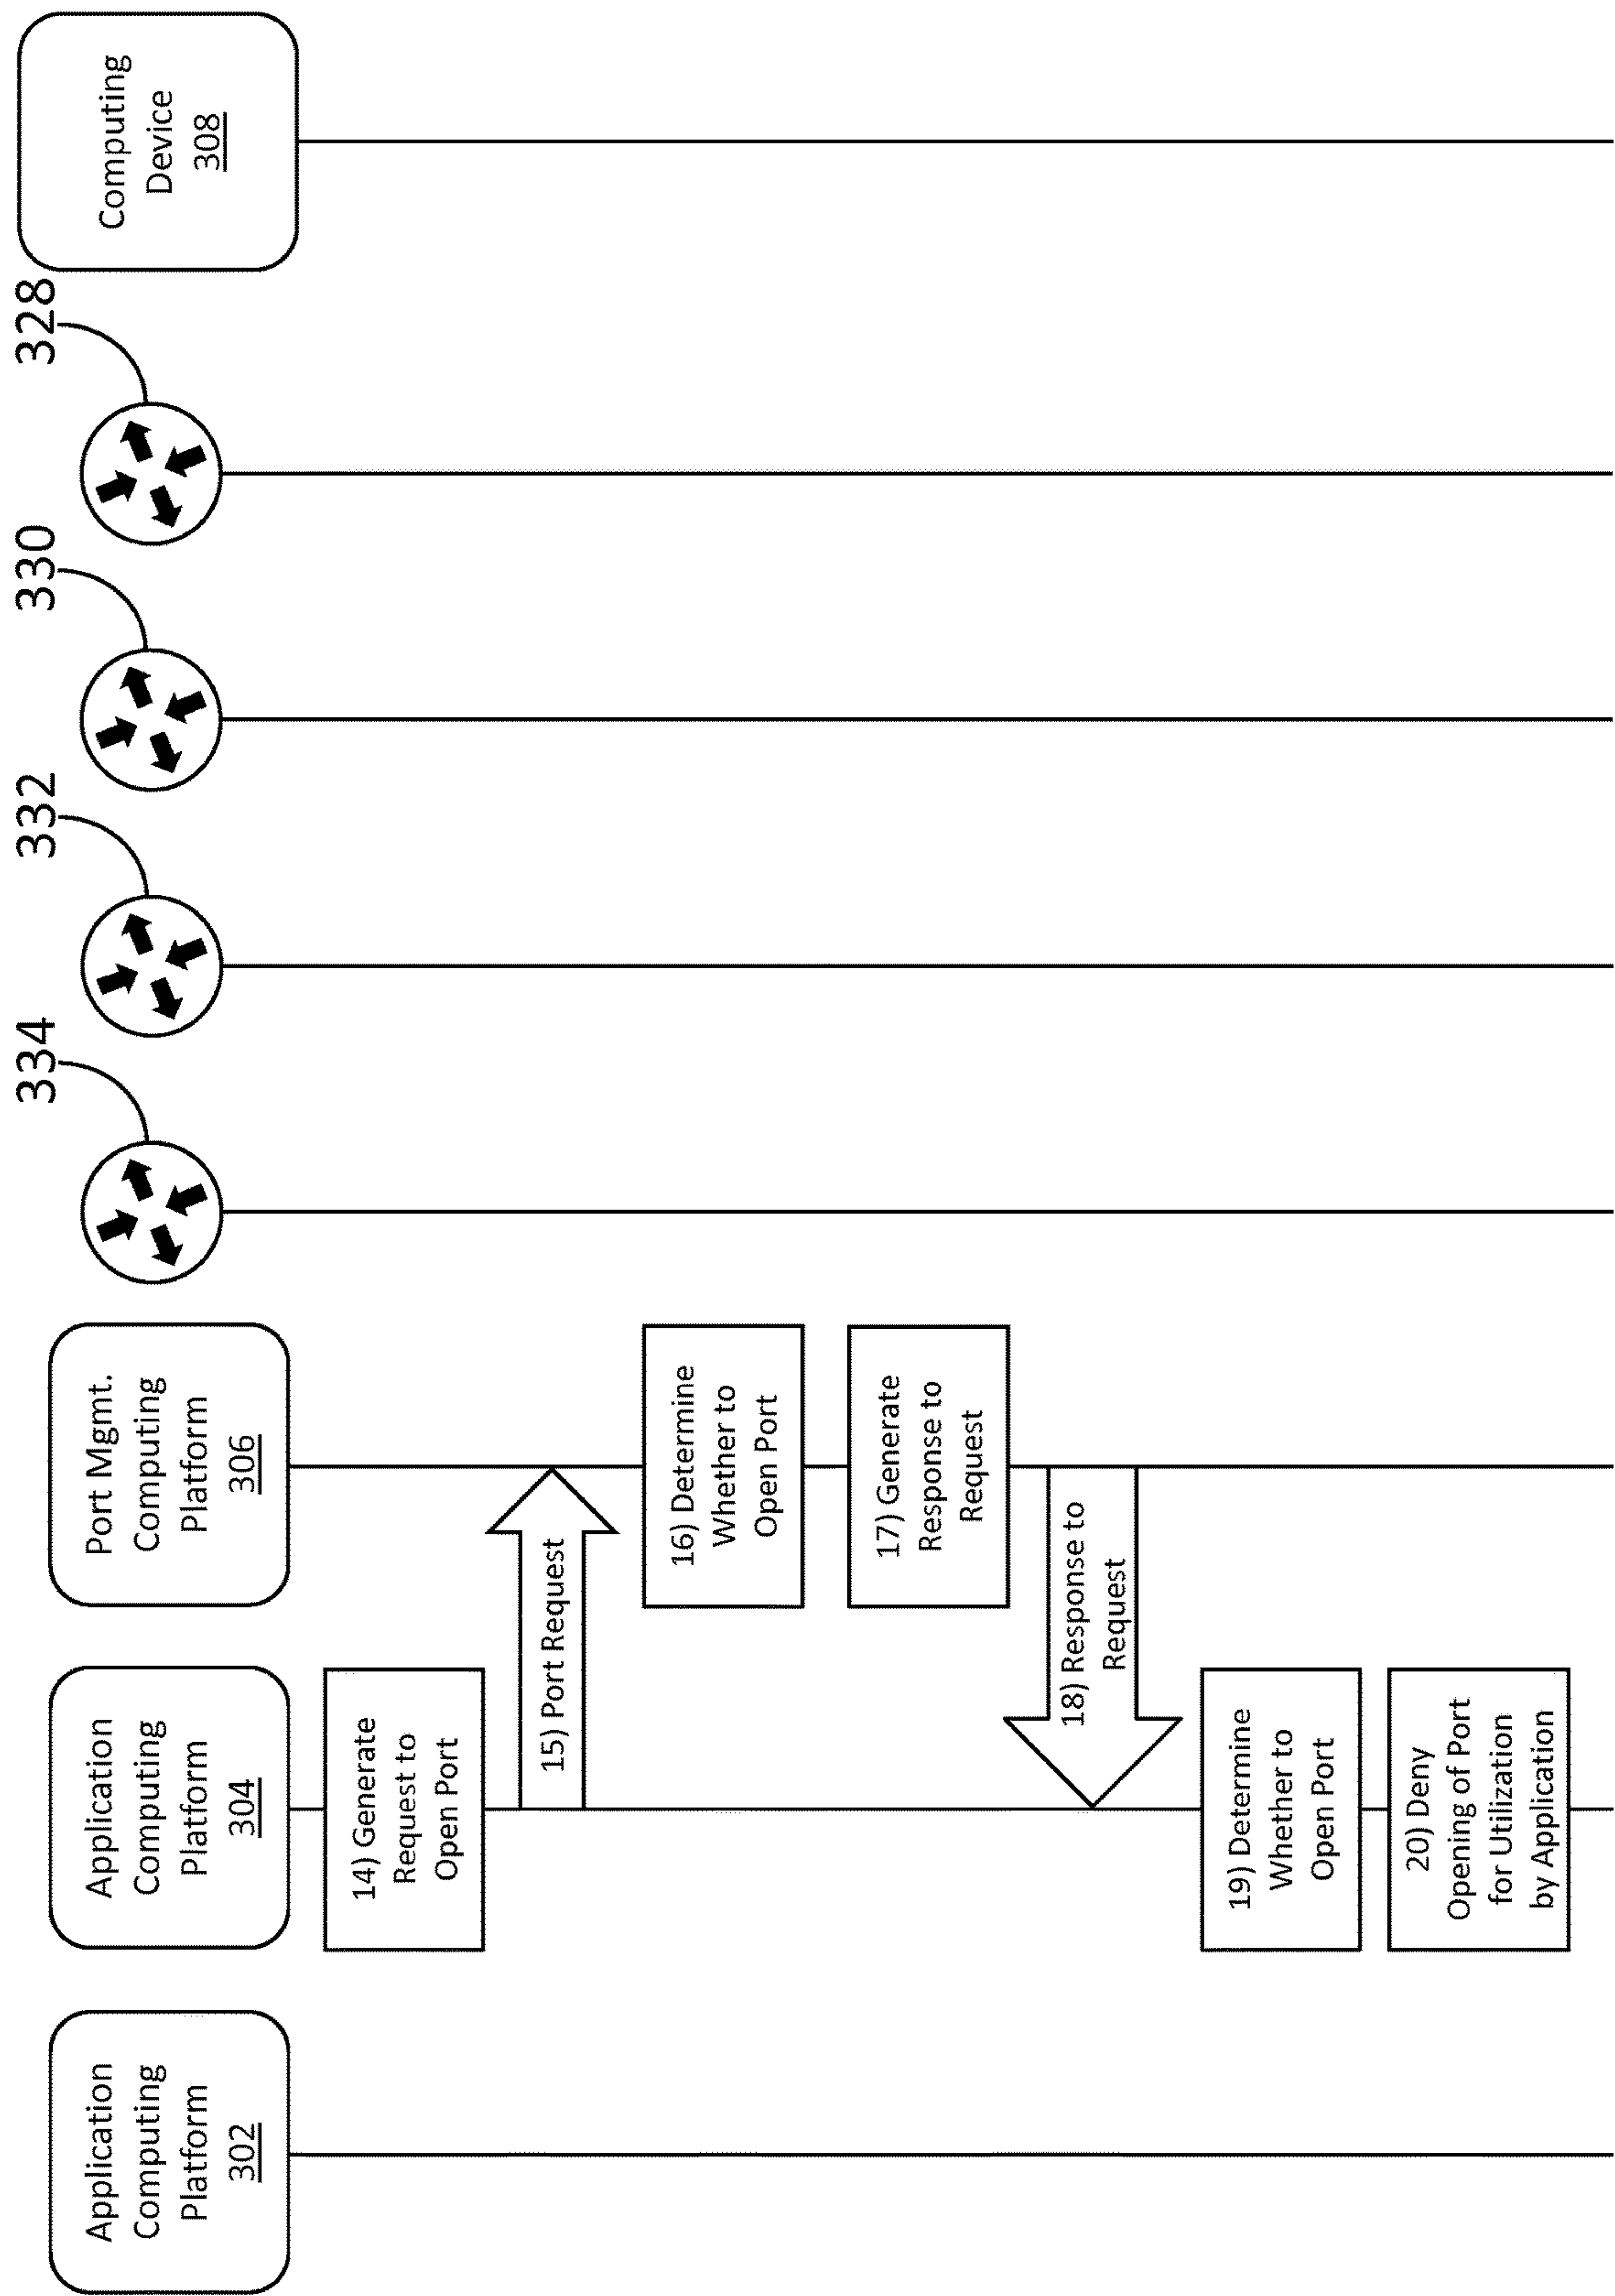 Application
Computing
Platform
302
Application
Computing
Platform
304
Port Mgmt.
Computing
Platform
306
334
332
330
328
Computing
Device
308
14) Generate
Request to
Open Port
15) Port Request
16) Determine
Whether to
Open Port
17) Generate
Response to
Request
18) Response to
Request
19) Determine
Whether to
Open Port
20) Deny
Opening of Port
for Utilization
by Application